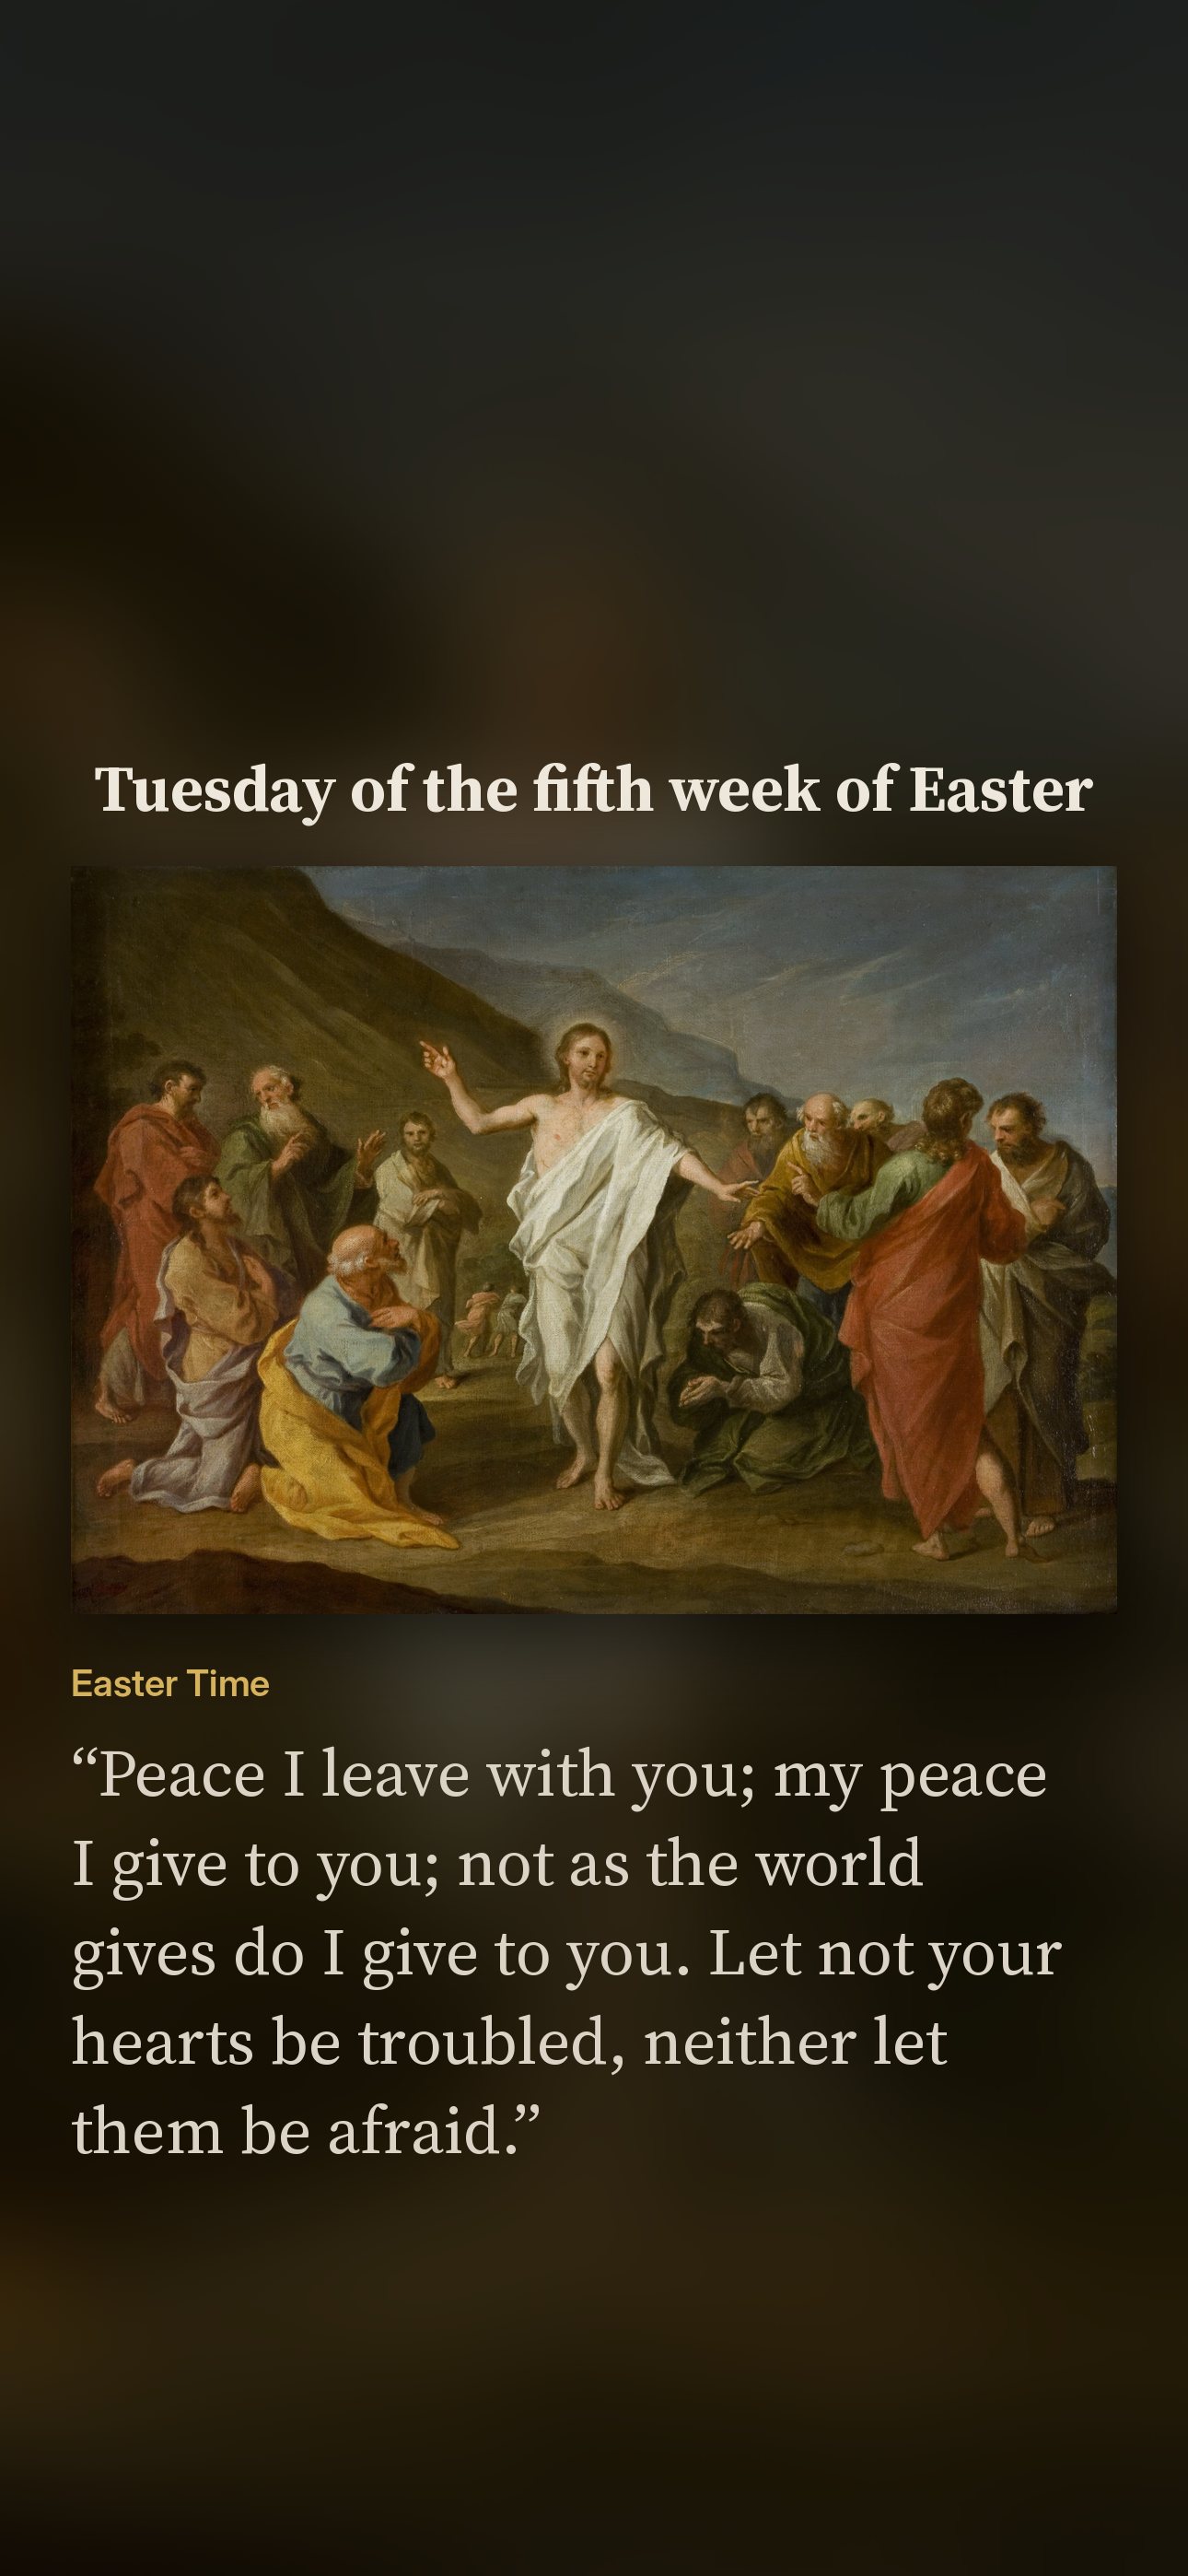 Tuesday of the fifth week of Easter
Easter Time
“Peace I leave with you; my peace
I give to you; not as the world
gives do I give to you. Let not your
hearts be troubled, neither let
them be afraid.”